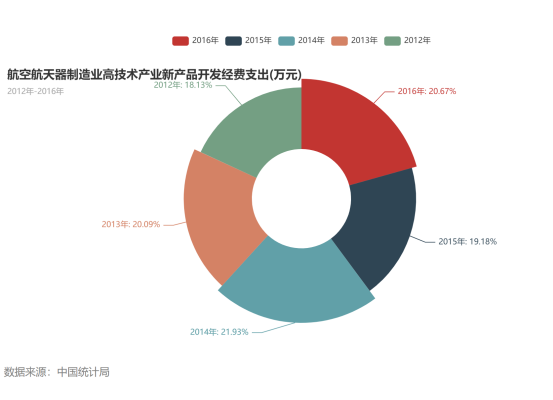 2016年 2015年 2014年 2013年 2012年
航空航天器制造业高技术产业新产品开发经费支出(万元)
2012年-2016年
2012年: 18.13%
2016年: 20.67%
2013年: 20.09%
2015年: 19.18%
2014年: 21.93%
数据来源：中国统计局